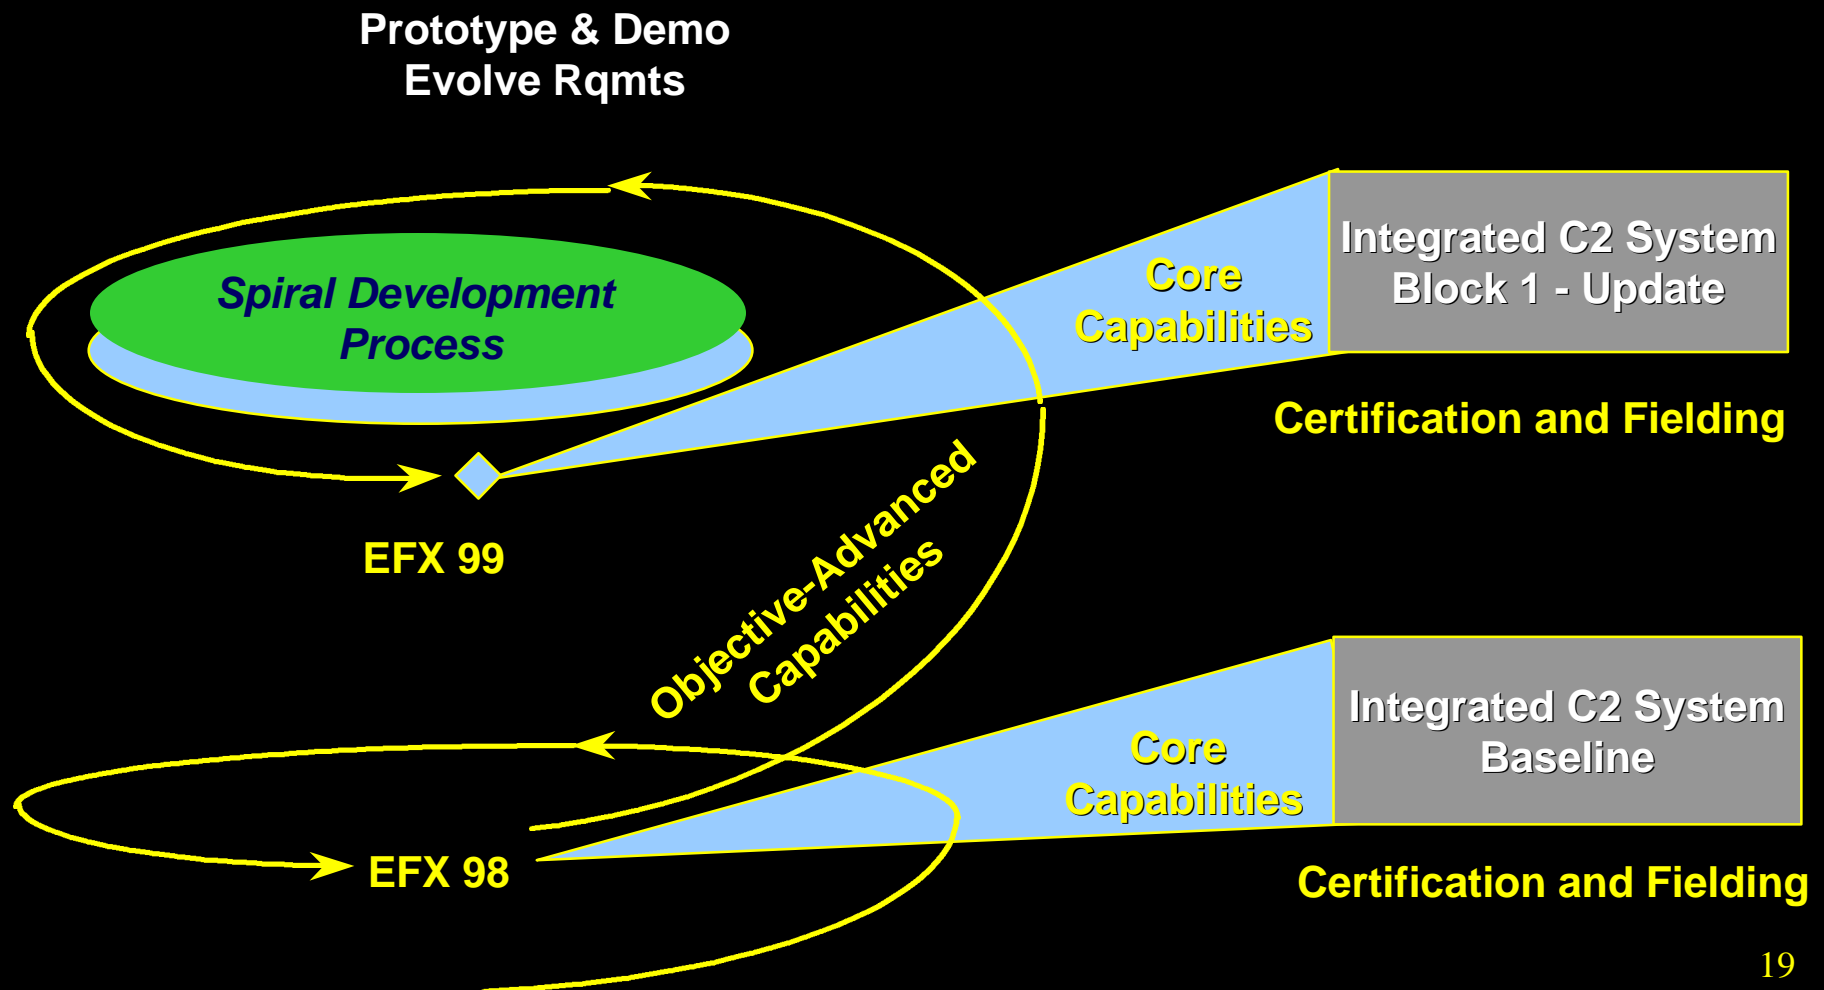 Prototype & Demo
Evolve Rqmts
Spiral Development
Process
Core
Capabilities
Integrated C2 System
Block 1 - Update
Certification and Fielding
EFX 99
Objective-Advanced
Capabilities
Core
Capabilities
Integrated C2 System
Baseline
EFX 98
Certification and Fielding
19